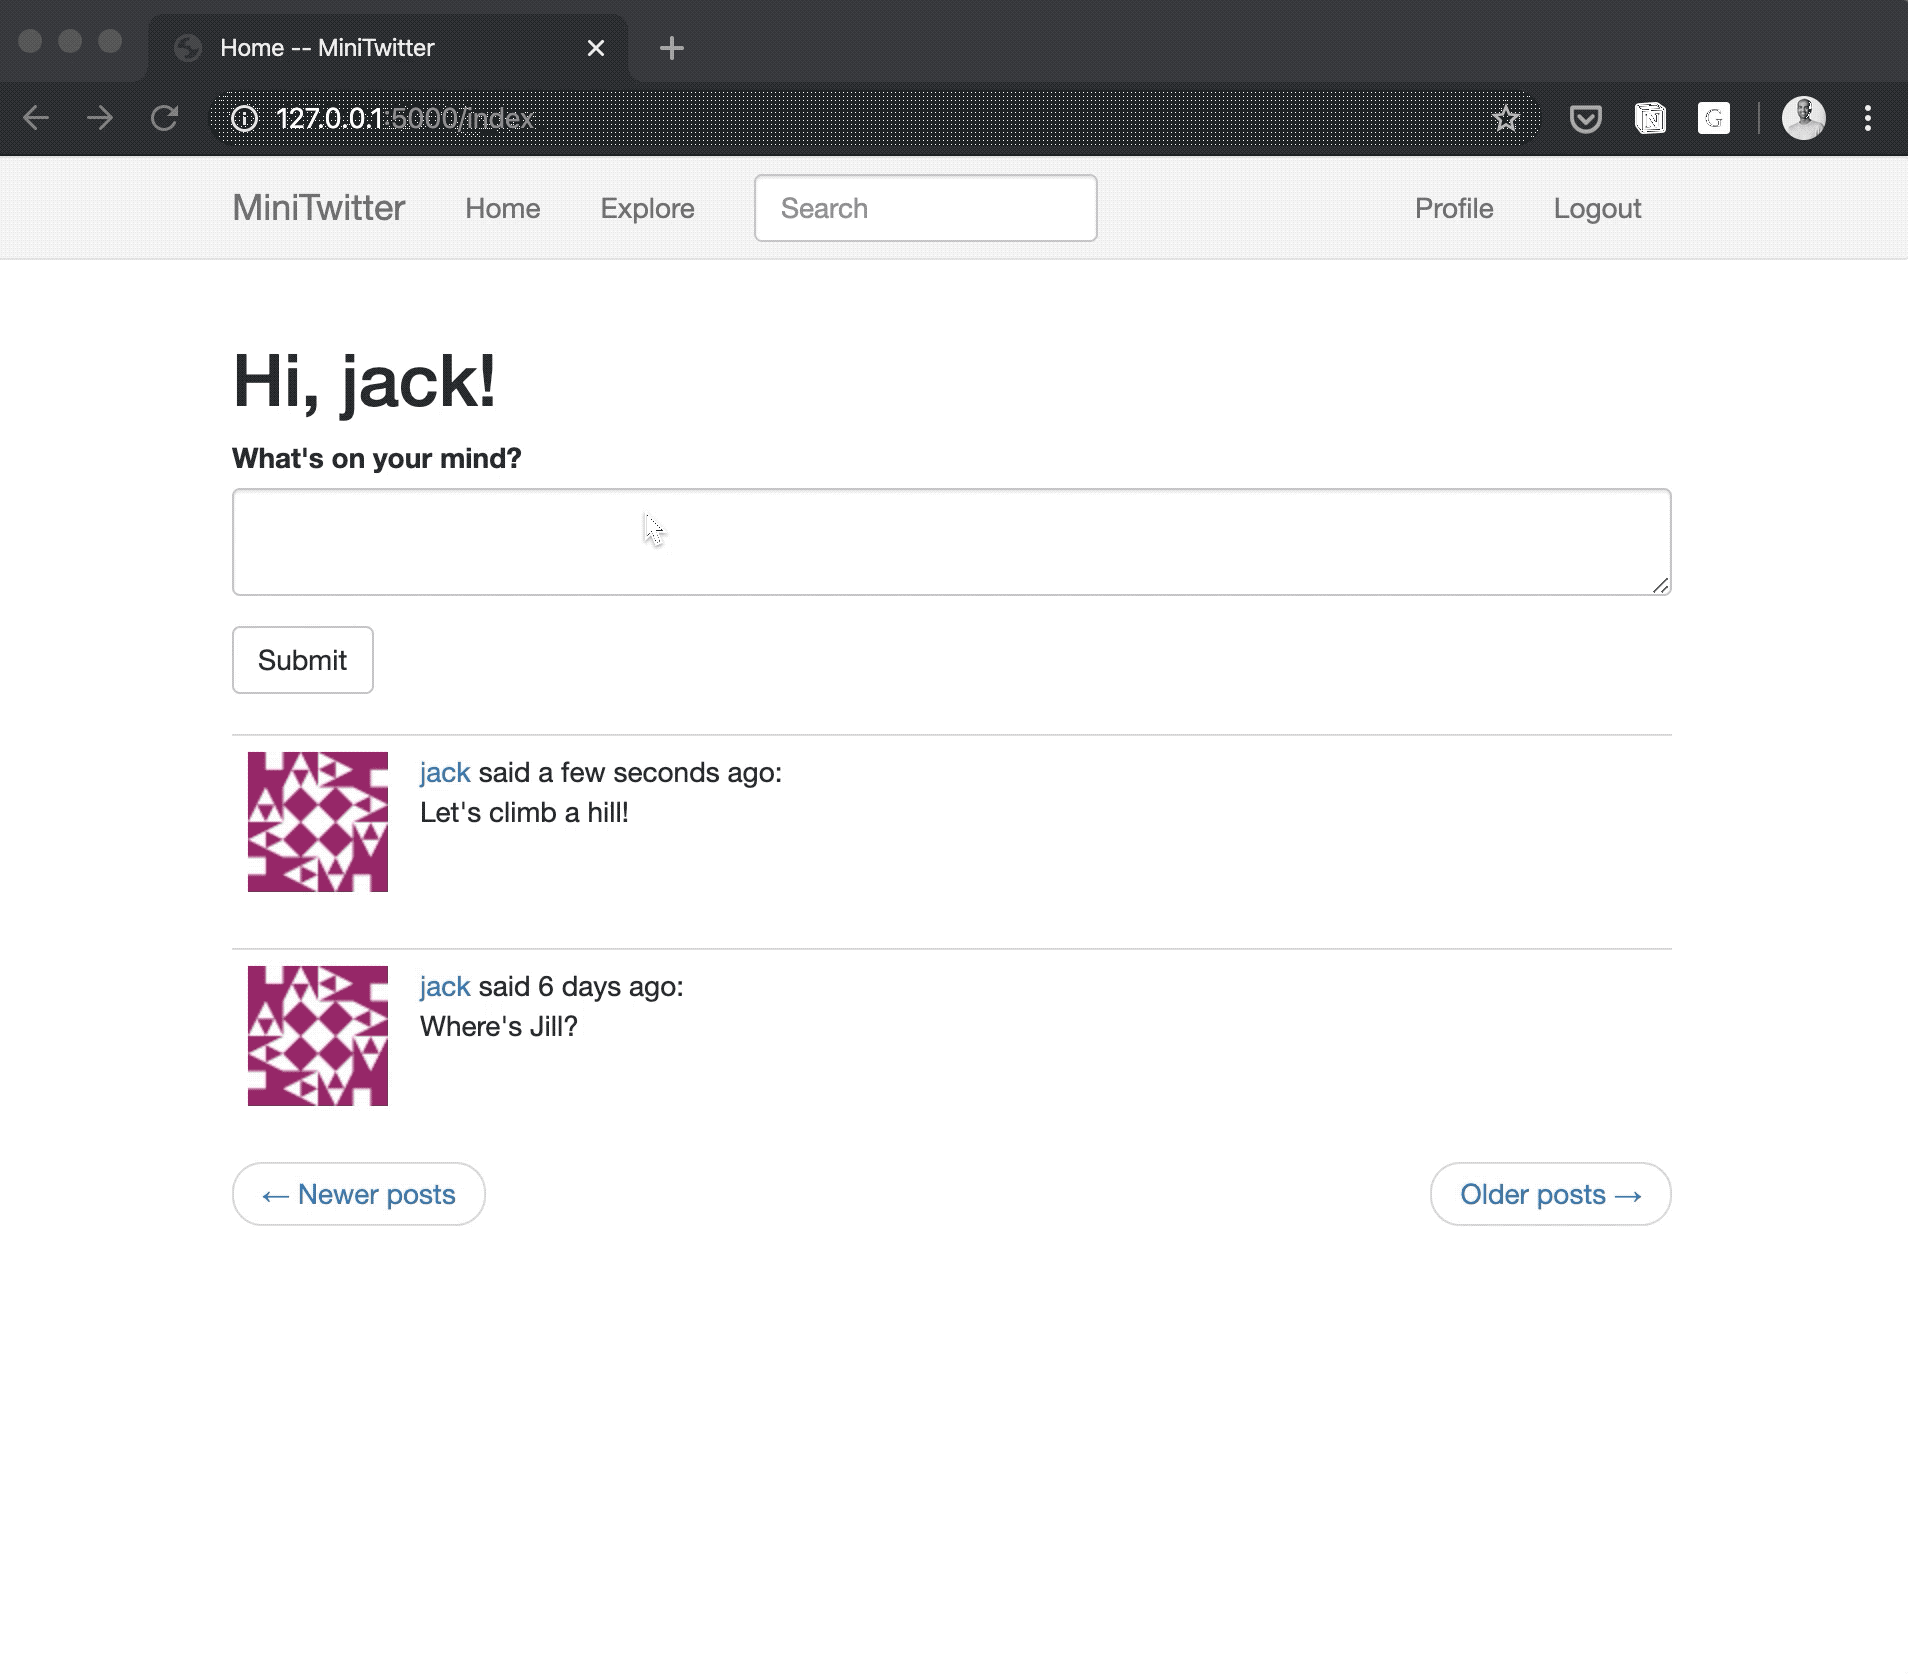 Home -- MiniTwitter
127.0.0.1:5000/index
MiniTwitter Home Explore Search Profile Logout
Hi, jack!
What's on your mind?
Submit
jack said a few seconds ago:
Let's climb a hill!
jack said 6 days ago:
Where's Jill?
← Newer posts Older posts →